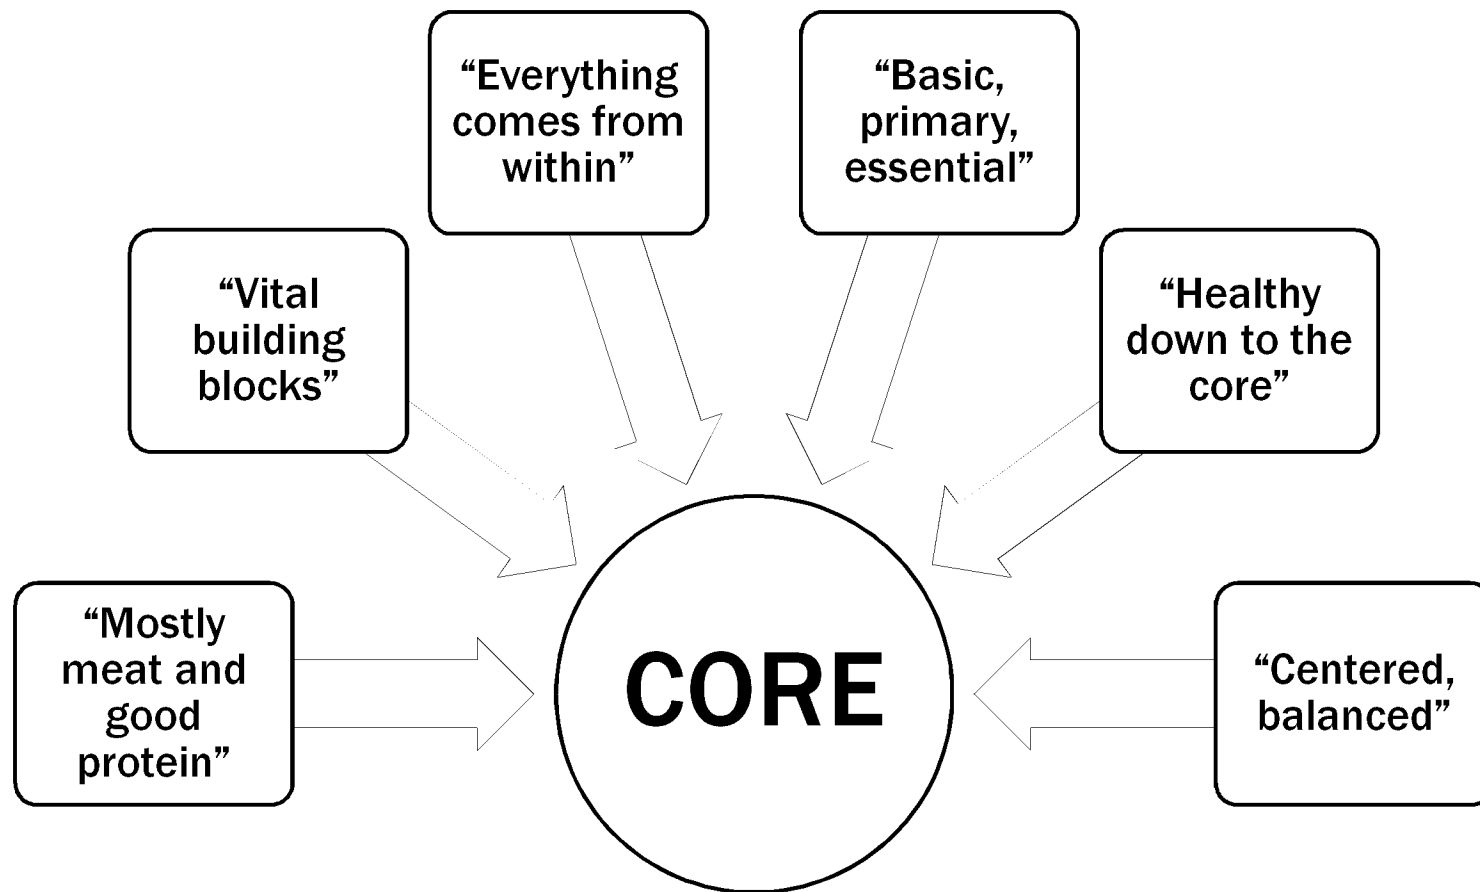 “Everything
comes from
within”
“Basic,
primary,
essential”
“Vital
building
blocks”
“Healthy
down to the
core”
“Mostly
meat and
good
protein”
CORE
“Centered,
balanced”